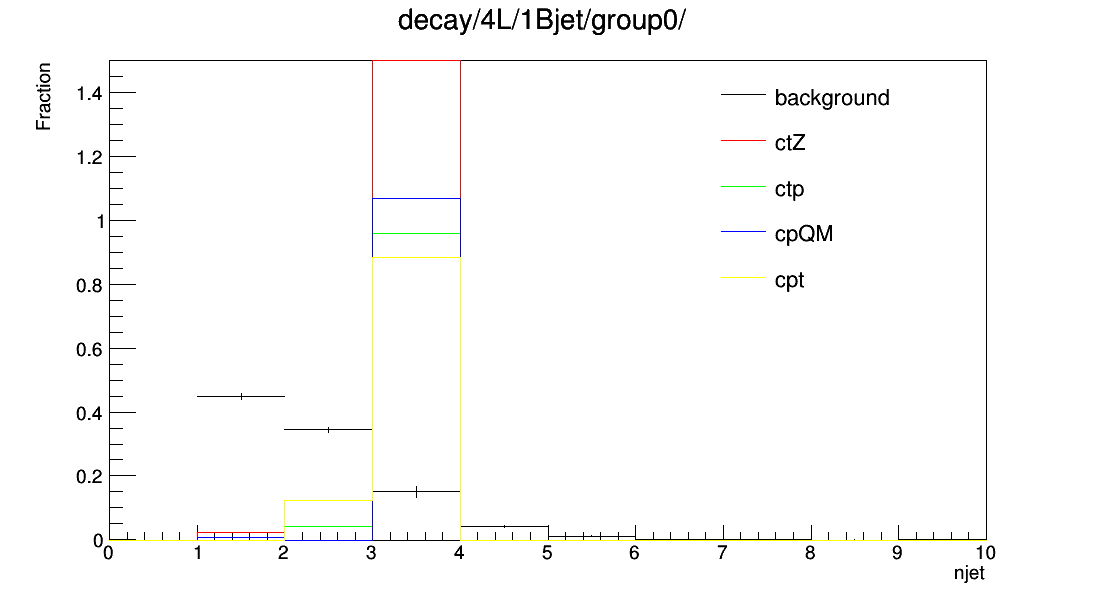 decay/4L/1Bjet/group0/
Fraction
1.4
1.2
1
0.8
0.6
0.4
0.2
0
background
ctZ
ctp
cpQM
cpt
0 1 2 3 4 5 6 7 8 9 10
njet